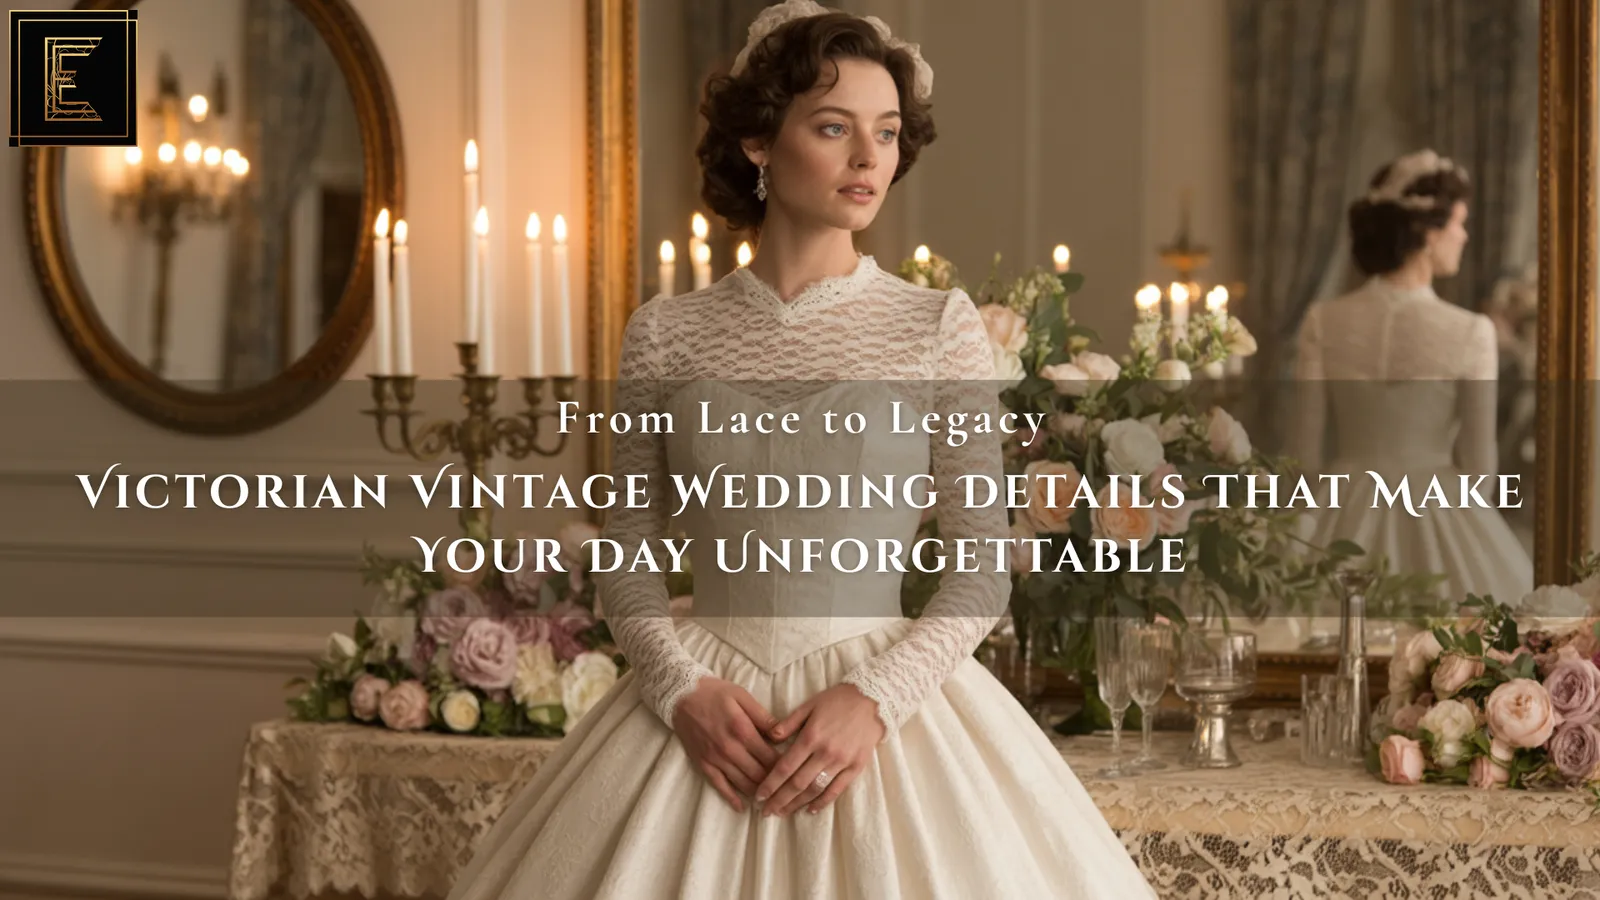 E
From Lace to Legacy
Victorian Vintage Wedding Details That Make
Your Day Unforgettable